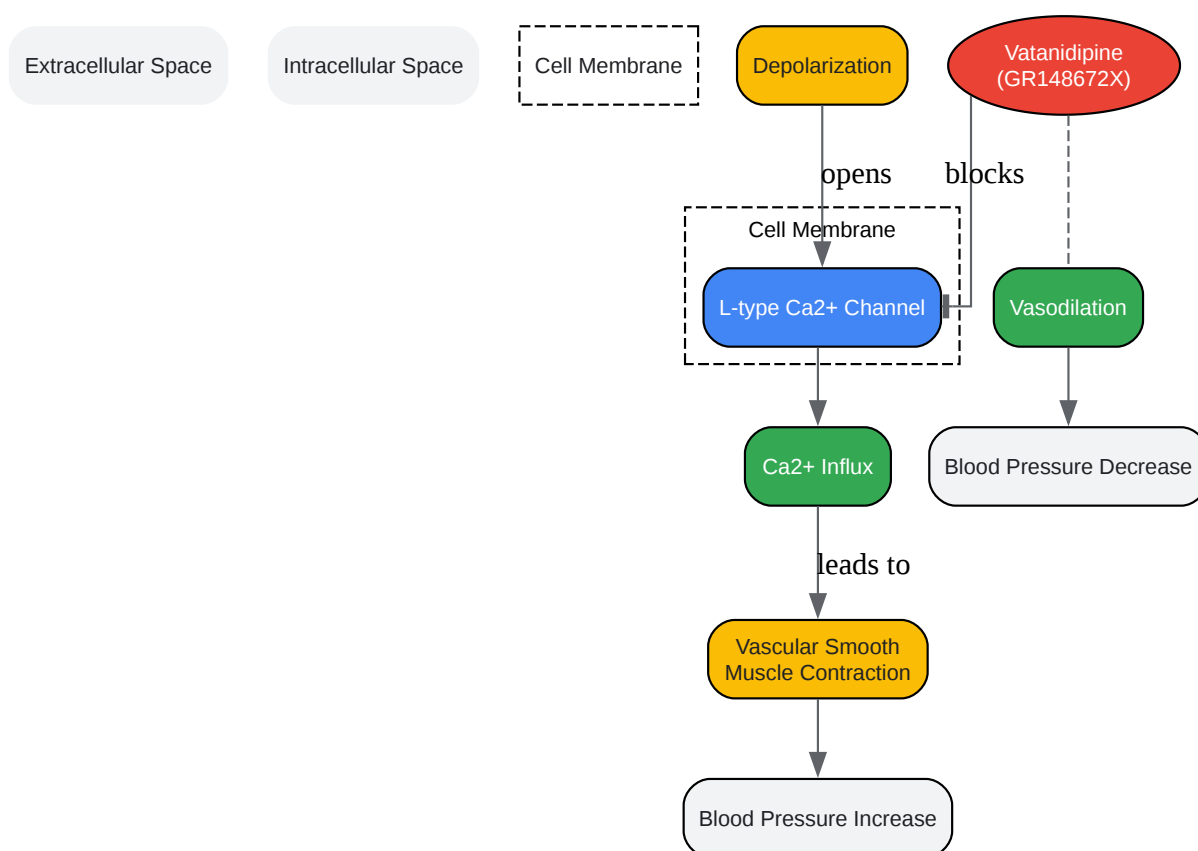 Extracellular Space
Intracellular Space
Cell Membrane
Depolarization
Vatanidipine
(GR148672X)
opens
blocks
Cell Membrane
L-type Ca2+ Channel
Vasodilation
Ca2+ Influx
Blood Pressure Decrease
leads to
Vascular Smooth
Muscle Contraction
Blood Pressure Increase